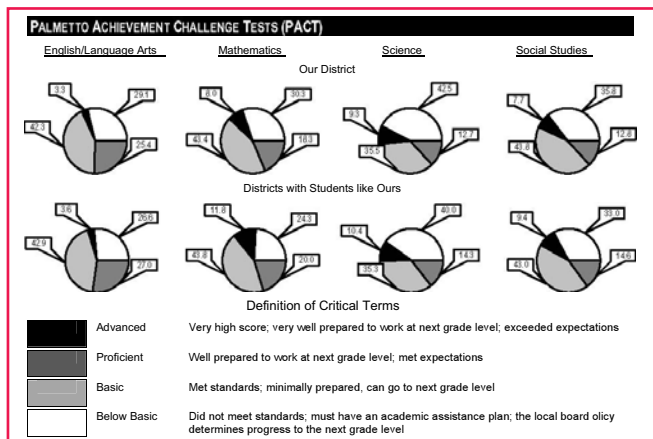 PALMETTO ACHIEVEMENT CHALLENGE TESTS (PACT)
English/Language Arts Mathematics Science Social Studies
Our District
3.3 29.1 8.0 30.3 42.5 7.7 35.8
9.3
42.3 25.4 43.4 18.3 35.5 12.7 43.8 12.8
Districts with Students like Ours
3.6 26.6 11.8 24.3 40.0 9.4 33.0
10.4
42.9 27.0 43.8 20.0 35.3 14.3 43.0 14.6
Definition of Critical Terms
Advanced Very high score; very well prepared to work at next grade level; exceeded expectations
Proficient Well prepared to work at next grade level; met expectations
Basic Met standards; minimally prepared, can go to next grade level
Below Basic Did not meet standards; must have an academic assistance plan; the local board olicy
determines progress to the next grade level